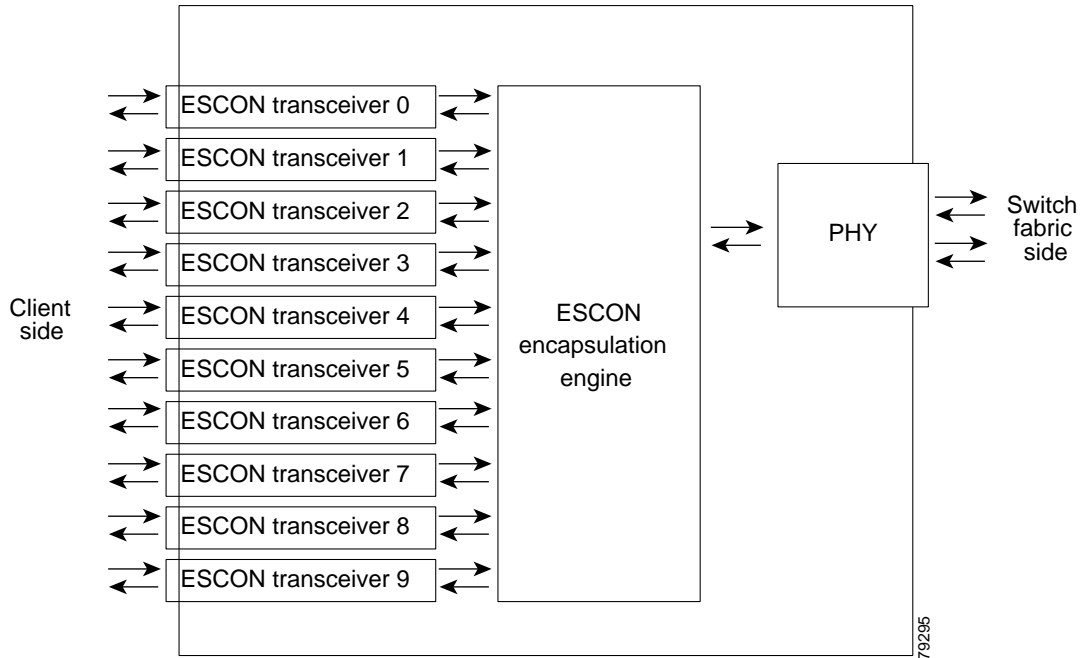 ESCON transceiver 0
ESCON transceiver 1
ESCON transceiver 2
ESCON transceiver 3
ESCON transceiver 4
ESCON transceiver 5
ESCON transceiver 6
ESCON transceiver 7
ESCON transceiver 8
ESCON transceiver 9
Client
side
ESCON
encapsulation
engine
PHY
Switch
fabric
side
79295